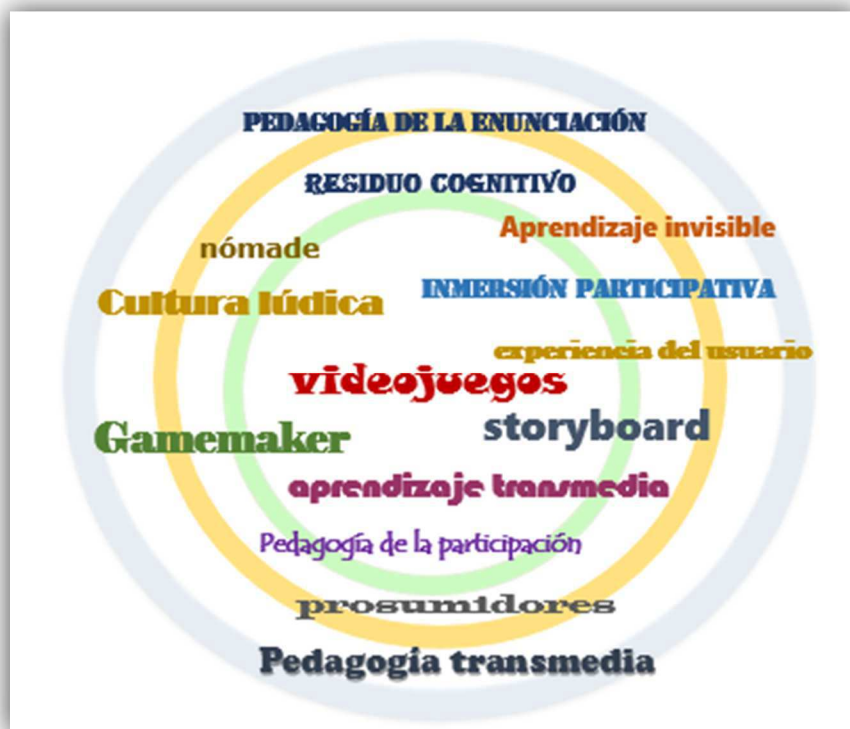 PEDAGOGÍA DE LA ENUNCIACIÓN
RESIDUO COGNITIVO
Aprendizaje invisible
nómade
INMERSIÓN PARTICIPATIVA
Cultura lúdica
experiencia del usuario
videojuegos
storyboard
Gamemaker
aprendizaje transmedia
Pedagogía de la participación
prosumidores
Pedagogía transmedia